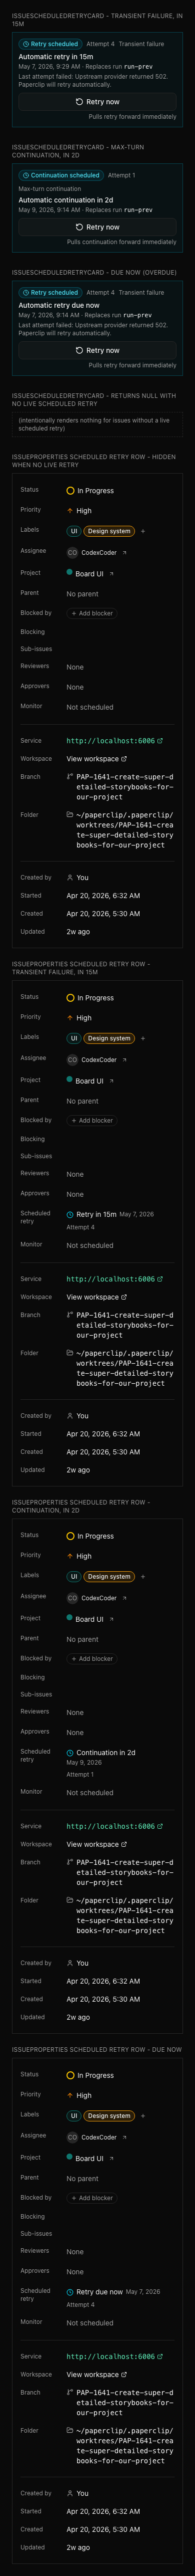 ISSUESCHEDULEDRETRYCARD - TRANSIENT FAILURE, IN
15M
Retry scheduled Attempt 4 Transient failure
Automatic retry in 15m
May 7, 2026, 9:29 AM · Replaces run run-prev
Last attempt failed: Upstream provider returned 502.
Paperclip will retry automatically.
Retry now
Pulls retry forward immediately
ISSUESCHEDULEDRETRYCARD - MAX-TURN
CONTINUATION, IN 2D
Continuation scheduled Attempt 1
Max-turn continuation
Automatic continuation in 2d
May 9, 2026, 9:14 AM · Replaces run run-prev
Retry now
Pulls continuation forward immediately
ISSUESCHEDULEDRETRYCARD - DUE NOW (OVERDUE)
Retry scheduled Attempt 4 Transient failure
Automatic retry due now
May 7, 2026, 9:14 AM · Replaces run run-prev
Last attempt failed: Upstream provider returned 502.
Paperclip will retry automatically.
Retry now
Pulls retry forward immediately
ISSUESCHEDULEDRETRYCARD - RETURNS NULL WITH
NO LIVE SCHEDULED RETRY
(intentionally renders nothing for issues without a live
scheduled retry)
ISSUEPROPERTIES SCHEDULED RETRY ROW - HIDDEN
WHEN NO LIVE RETRY
Status In Progress
Priority High
Labels UI Design system +
Assignee CO CodexCoder
Project Board UI
Parent No parent
Blocked by + Add blocker
Blocking
Sub-issues
Reviewers None
Approvers None
Monitor Not scheduled
Service http://localhost:6006
Workspace View workspace
Branch PAP-1641-create-super-d
etailed-storybooks-for-
our-project
Folder ~/paperclip/.paperclip/
worktrees/PAP-1641-crea
te-super-detailed-story
books-for-our-project
Created by You
Started Apr 20, 2026, 6:32 AM
Created Apr 20, 2026, 5:30 AM
Updated 2w ago
ISSUEPROPERTIES SCHEDULED RETRY ROW -
TRANSIENT FAILURE, IN 15M
Status In Progress
Priority High
Labels UI Design system +
Assignee CO CodexCoder
Project Board UI
Parent No parent
Blocked by + Add blocker
Blocking
Sub-issues
Reviewers None
Approvers None
Scheduled retry Retry in 15m May 7, 2026
Attempt 4
Monitor Not scheduled
Service http://localhost:6006
Workspace View workspace
Branch PAP-1641-create-super-d
etailed-storybooks-for-
our-project
Folder ~/paperclip/.paperclip/
worktrees/PAP-1641-crea
te-super-detailed-story
books-for-our-project
Created by You
Started Apr 20, 2026, 6:32 AM
Created Apr 20, 2026, 5:30 AM
Updated 2w ago
ISSUEPROPERTIES SCHEDULED RETRY ROW -
CONTINUATION, IN 2D
Status In Progress
Priority High
Labels UI Design system +
Assignee CO CodexCoder
Project Board UI
Parent No parent
Blocked by + Add blocker
Blocking
Sub-issues
Reviewers None
Approvers None
Scheduled retry Continuation in 2d
May 9, 2026
Attempt 1
Monitor Not scheduled
Service http://localhost:6006
Workspace View workspace
Branch PAP-1641-create-super-d
etailed-storybooks-for-
our-project
Folder ~/paperclip/.paperclip/
worktrees/PAP-1641-crea
te-super-detailed-story
books-for-our-project
Created by You
Started Apr 20, 2026, 6:32 AM
Created Apr 20, 2026, 5:30 AM
Updated 2w ago
ISSUEPROPERTIES SCHEDULED RETRY ROW - DUE NOW
Status In Progress
Priority High
Labels UI Design system +
Assignee CO CodexCoder
Project Board UI
Parent No parent
Blocked by + Add blocker
Blocking
Sub-issues
Reviewers None
Approvers None
Scheduled retry Retry due now May 7, 2026
Attempt 4
Monitor Not scheduled
Service http://localhost:6006
Workspace View workspace
Branch PAP-1641-create-super-d
etailed-storybooks-for-
our-project
Folder ~/paperclip/.paperclip/
worktrees/PAP-1641-crea
te-super-detailed-story
books-for-our-project
Created by You
Started Apr 20, 2026, 6:32 AM
Created Apr 20, 2026, 5:30 AM
Updated 2w ago